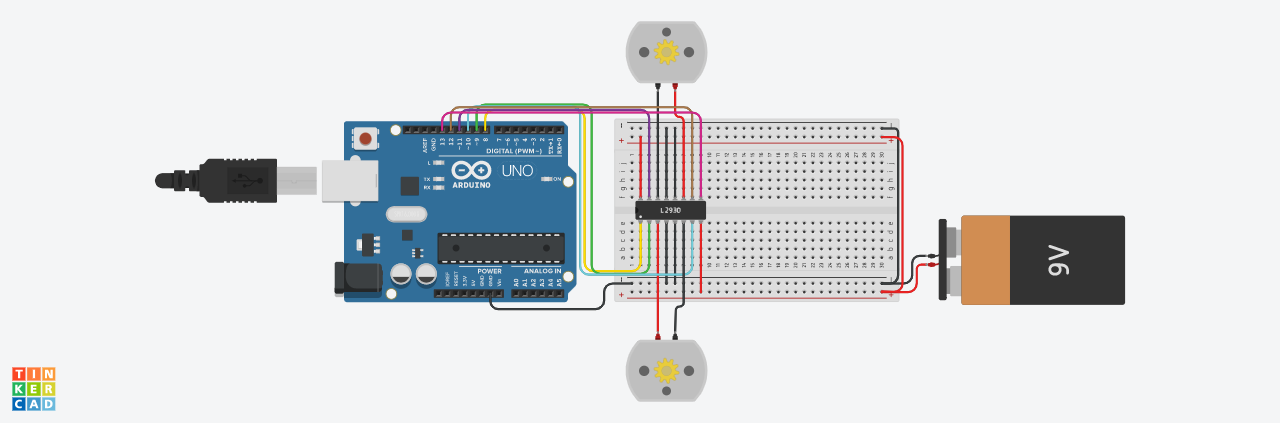 AREF
GND
13
12
~11
~10
~9
8
7
~6
~5
4
~3
2
TX→1
RX←0
DIGITAL (PWM~)
L
TX
RX
ARDUINO
UNO
ON
L293D
9V
POWER
ANALOG IN
IOREF
RESET
3.3V
5V
GND
GND
Vin
A0
A1
A2
A3
A4
A5
TIN
KER
CAD